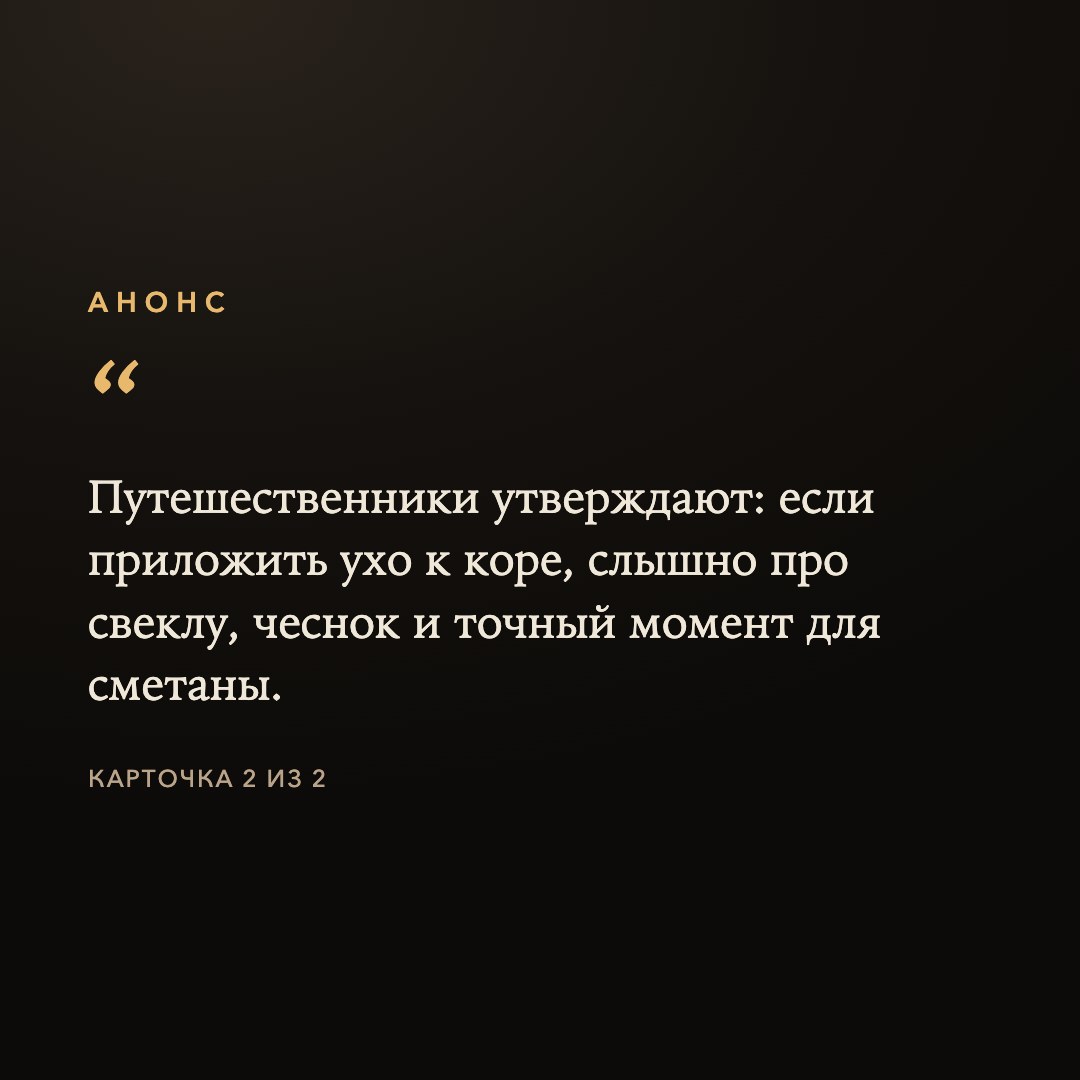 АНОНС
“
Путешественники утверждают: если
приложить ухо к коре, слышно про
свеклу, чеснок и точный момент для
сметаны.
КАРТОЧКА 2 ИЗ 2